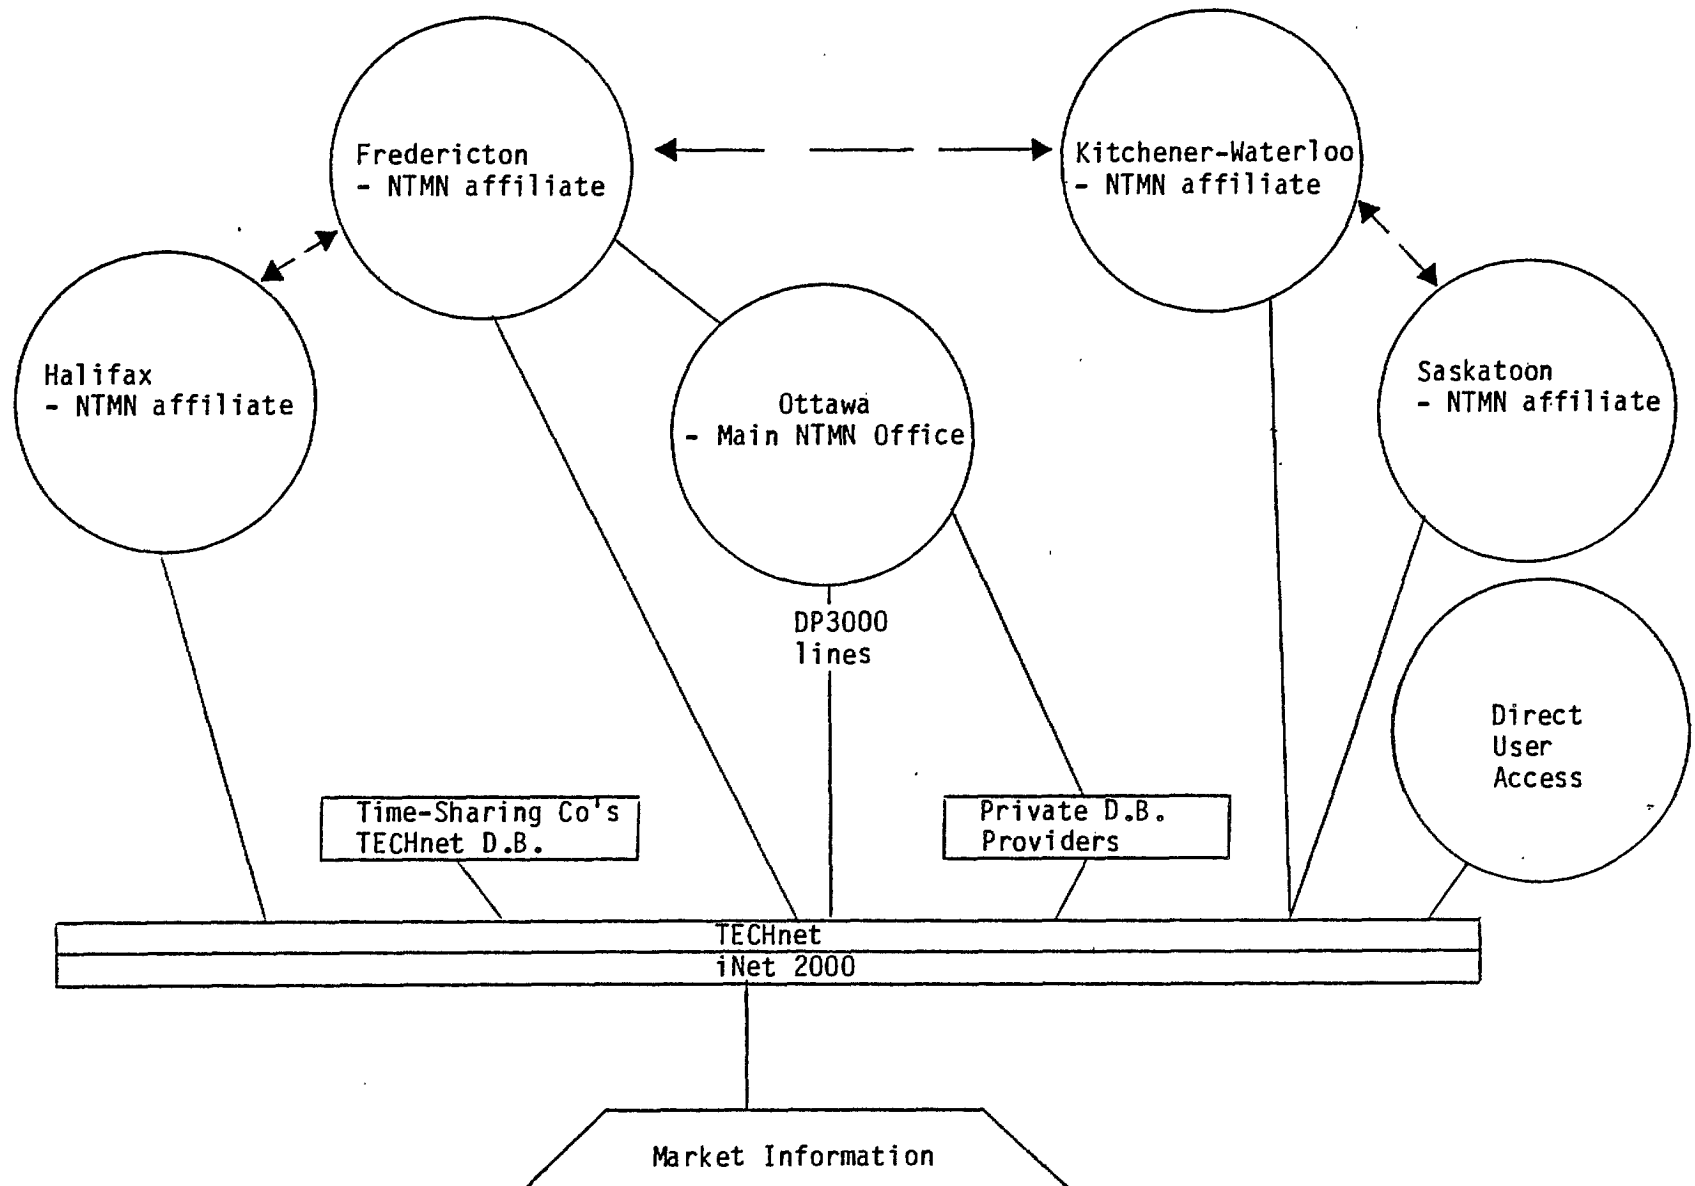 Fredericton
- NTMN affiliate
Kitchener-Waterloo
- NTMN affiliate
Halifax
- NTMN affiliate
Ottawa
- Main NTMN Office
Saskatoon
- NTMN affiliate
DP3000
lines
Direct
User
Access
Time-Sharing Co's
TECHnet D.B.
Private D.B.
Providers
TECHnet
iNet 2000
Market Information